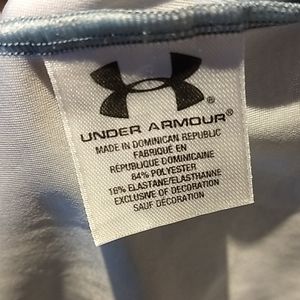 UNDER ARMOUR®
MADE IN DOMINICAN REPUBLIC
FABRIQUÉ EN
RÉPUBLIQUE DOMINICAINE
84% POLYESTER
16% ELASTANE/ÉLASTHANNE
EXCLUSIVE OF DECORATION
SAUF DÉCORATION